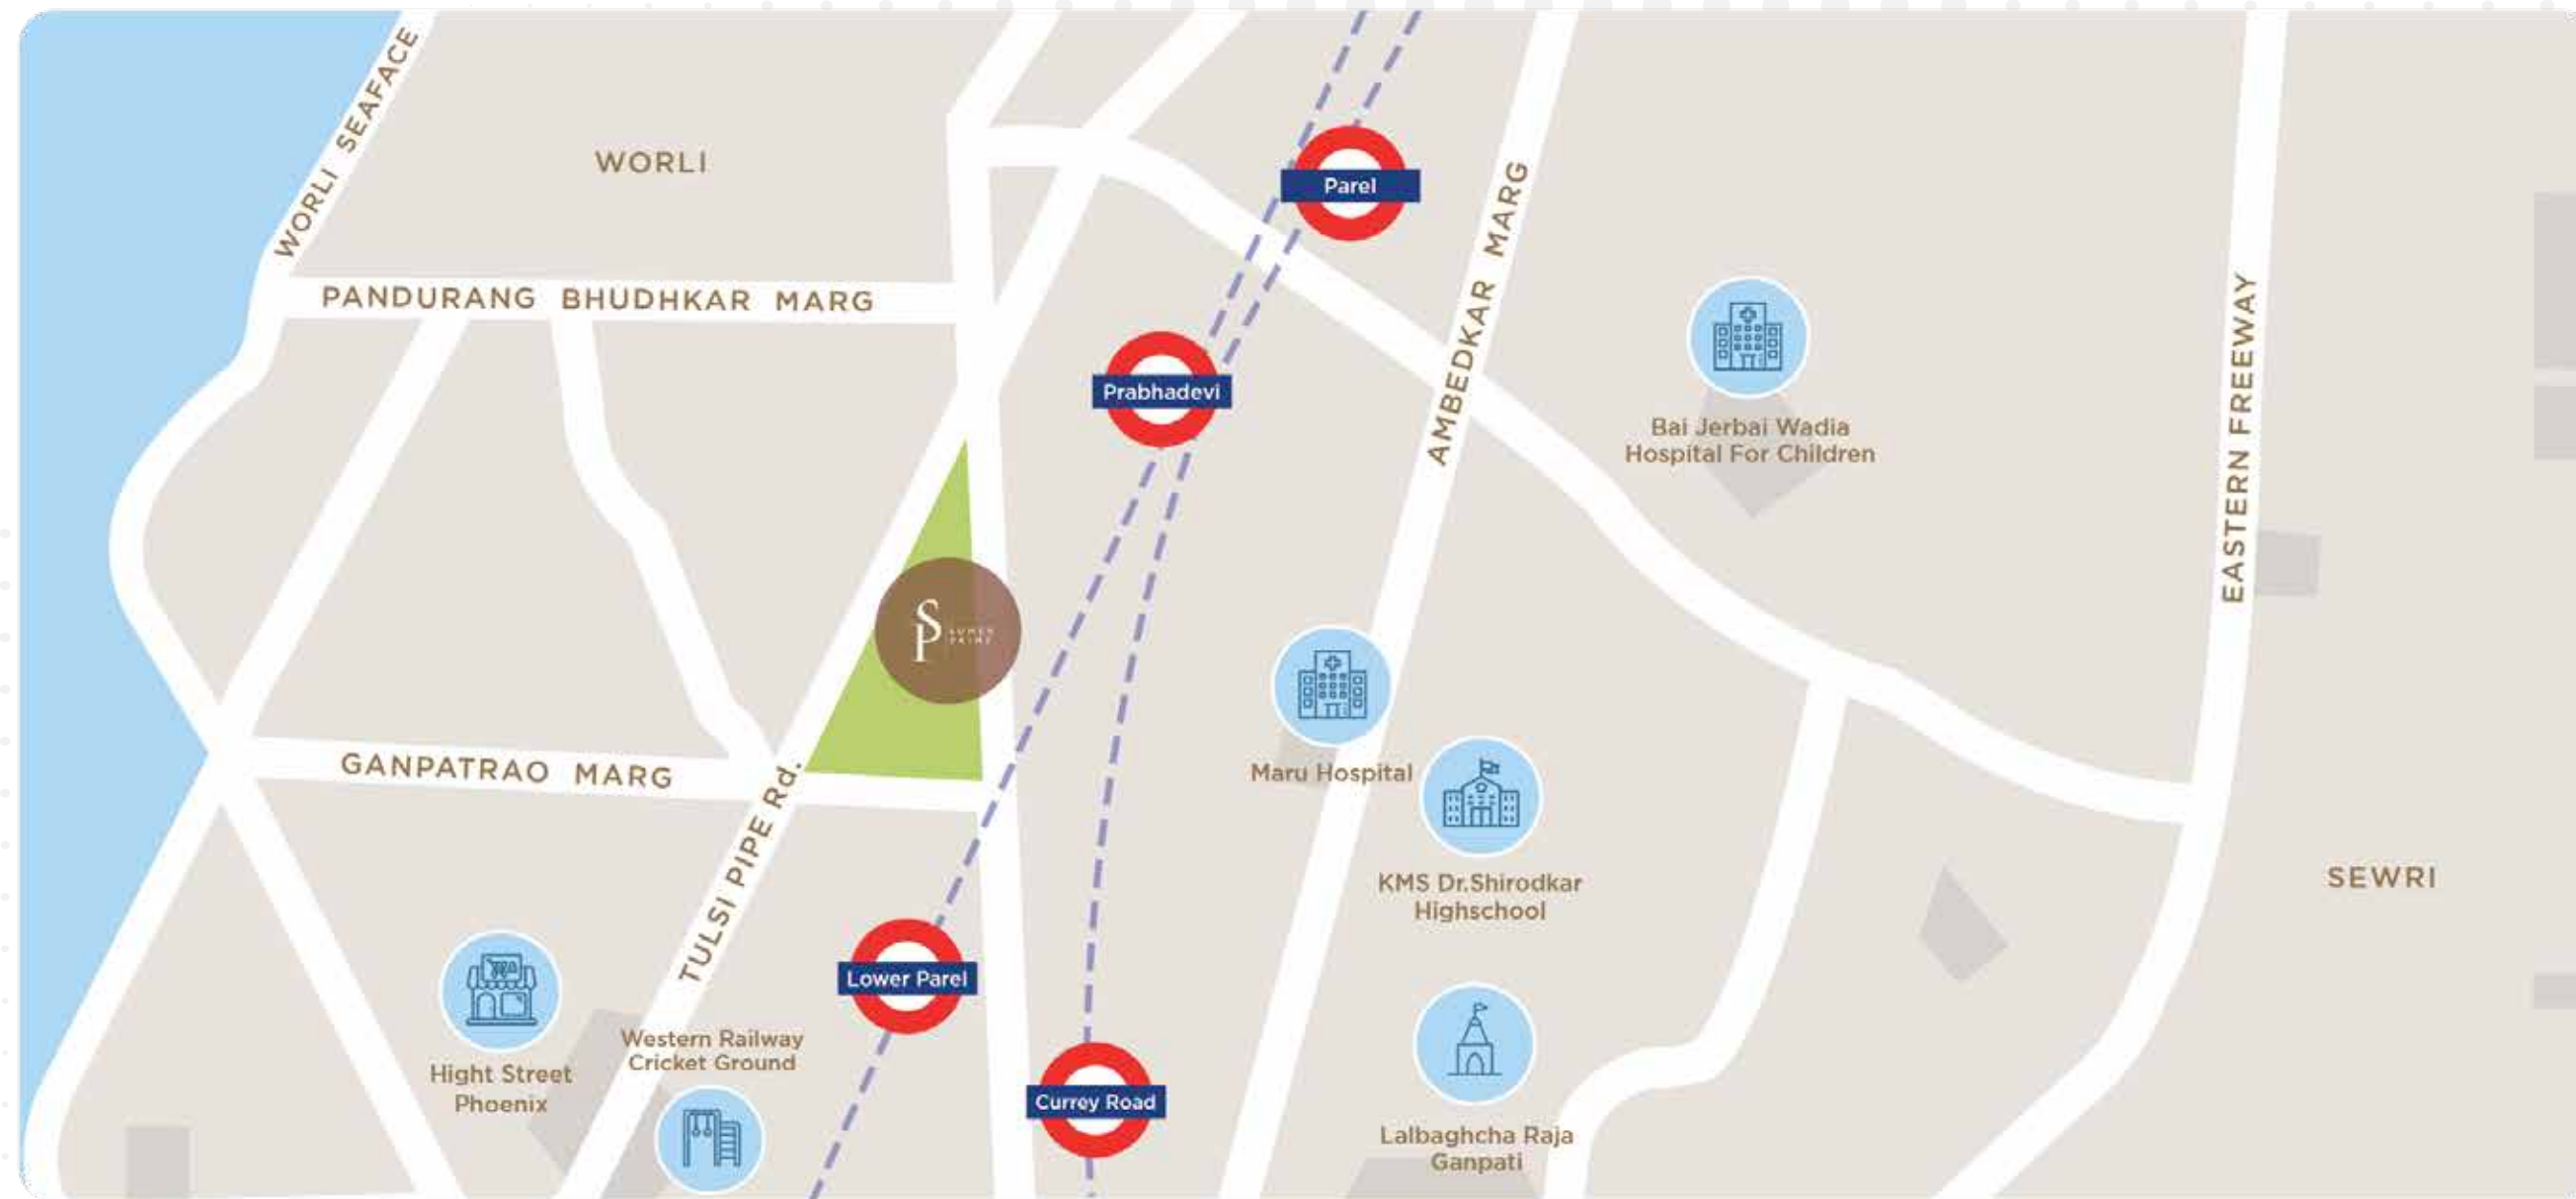 WORLI SEAFACE
WORLI
Parel
AMBEDKAR MARG
PANDURANG BHUDHKAR MARG
Prabhadevi
Bai Jerbai Wadia
Hospital For Children
EASTERN FREEWAY
SP
GANPATRAO MARG
TULSI PIPE Rd.
Maru Hospital
KMS Dr.Shirodkar
Highschool
SEWRI
Lower Parel
Western Railway
Cricket Ground
Hight Street
Phoenix
Currey Road
Lalbaghcha Raja
Ganpati